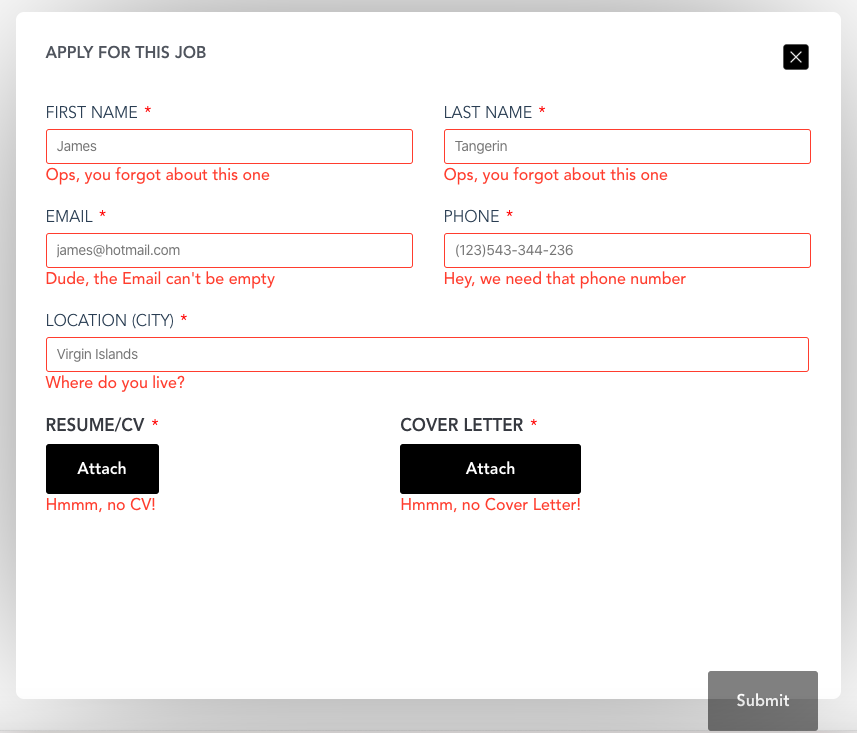 APPLY FOR THIS JOB
FIRST NAME *
James
Ops, you forgot about this one
LAST NAME *
Tangerin
Ops, you forgot about this one
EMAIL *
james@hotmail.com
Dude, the Email can't be empty
PHONE *
(123)543-344-236
Hey, we need that phone number
LOCATION (CITY) *
Virgin Islands
Where do you live?
RESUME/CV *
Attach
Hmmm, no CV!
COVER LETTER *
Attach
Hmmm, no Cover Letter!
Submit